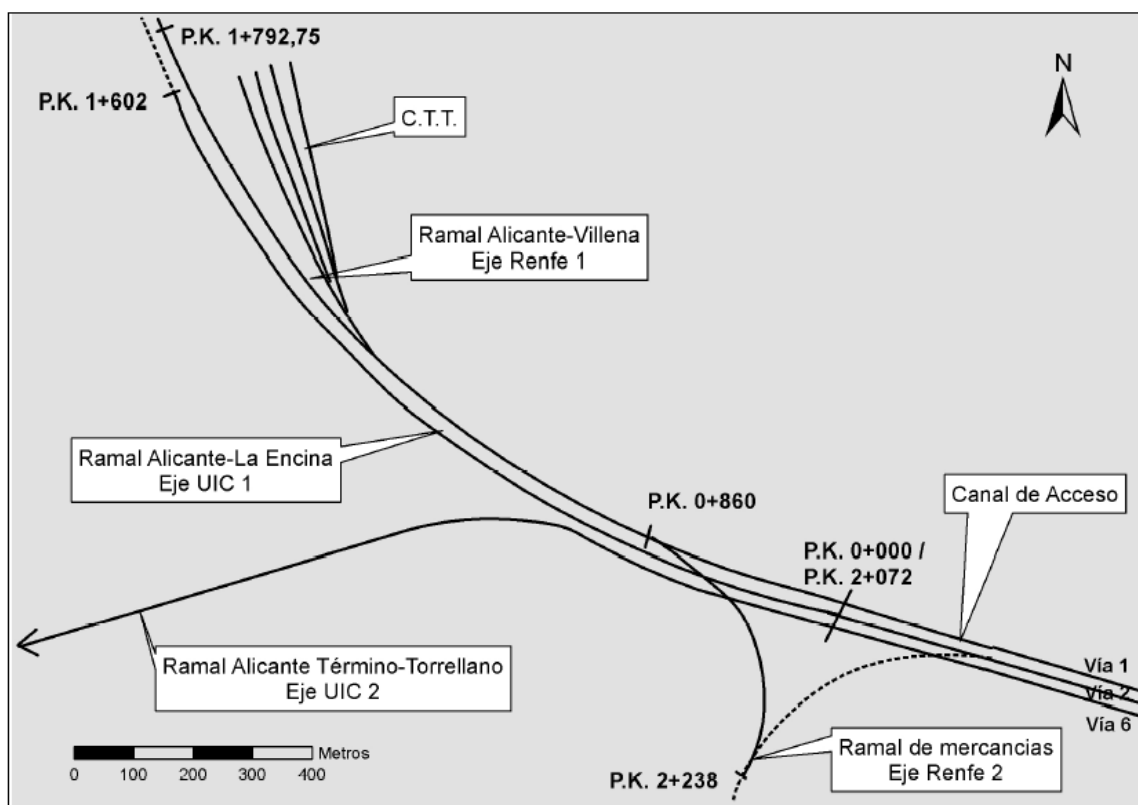 P.K. 1+792,75
N
P.K. 1+602
C.T.T.
Ramal Alicante-Villena
Eje Renfe 1
Ramal Alicante-La Encina
Eje UIC 1
P.K. 0+860
Canal de Acceso
P.K. 0+000 /
P.K. 2+072
Ramal Alicante Término-Torrellano
Eje UIC 2
Vía 1
Vía 2
Vía 6
Metros
0 100 200 300 400
P.K. 2+238
Ramal de mercancias
Eje Renfe 2